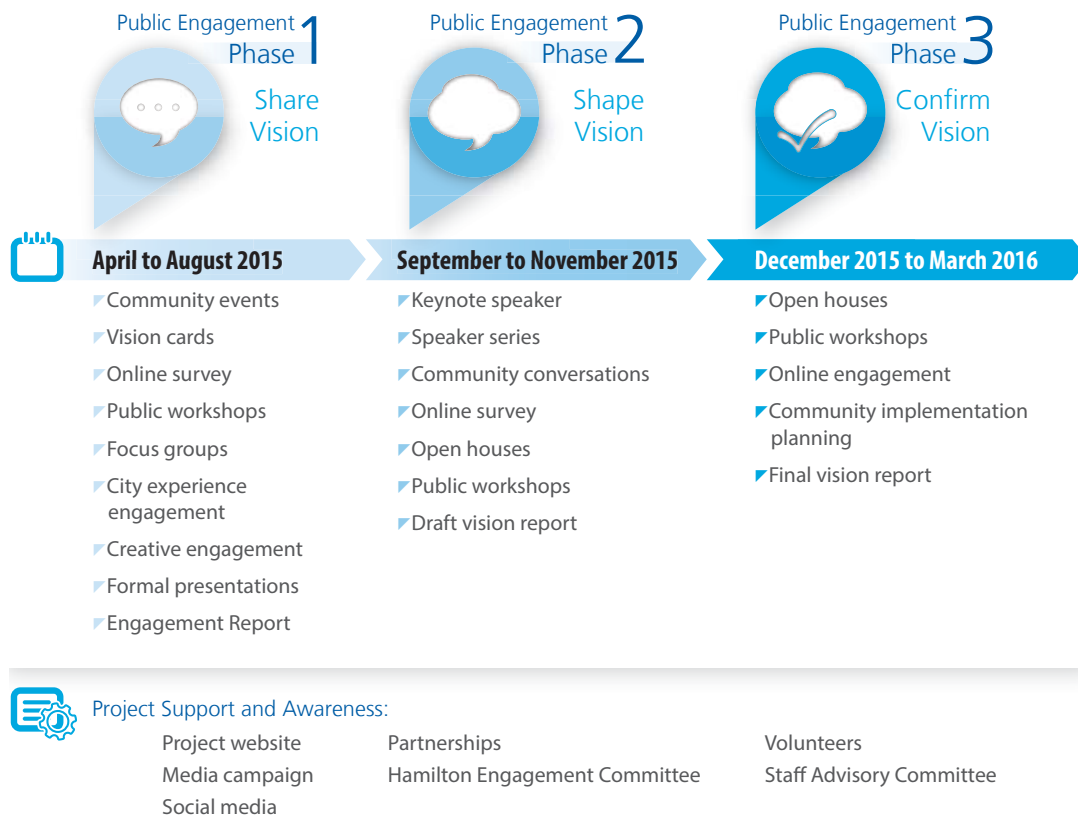 Public Engagement
Phase 1
Share
Vision
April to August 2015
Community events
Vision cards
Online survey
Public workshops
Focus groups
City experience
engagement
Creative engagement
Formal presentations
Engagement Report
Public Engagement
Phase 2
Shape
Vision
September to November 2015
Keynote speaker
Speaker series
Community conversations
Online survey
Open houses
Public workshops
Draft vision report
Public Engagement
Phase 3
Confirm
Vision
December 2015 to March 2016
Open houses
Public workshops
Online engagement
Community implementation
planning
Final vision report
Project Support and Awareness:
Project website
Media campaign
Social media
Partnerships
Hamilton Engagement Committee
Volunteers
Staff Advisory Committee